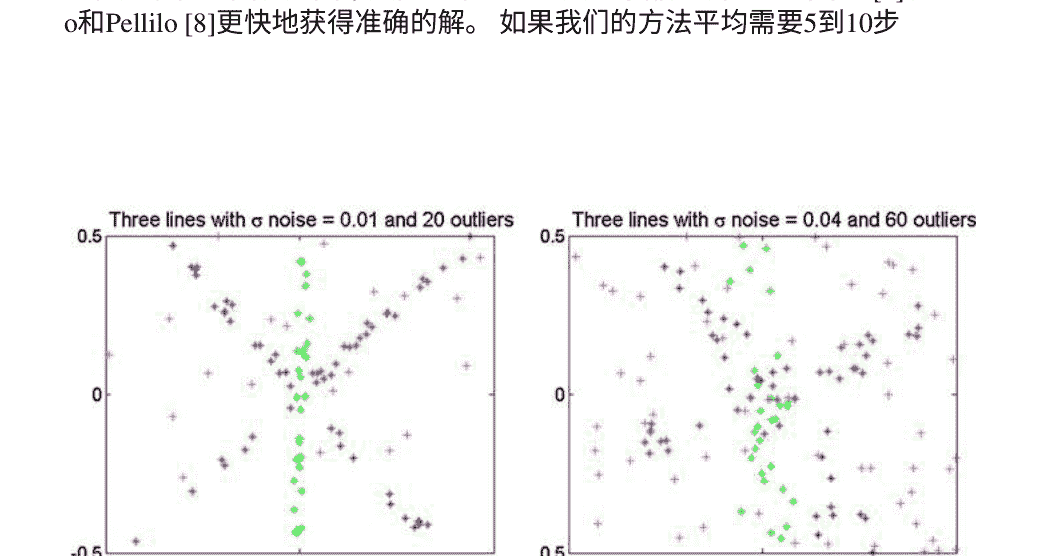 o和Pellilo [8]更快地获得准确的解。 如果我们的方法平均需要5到10步
Three lines with σ noise = 0.01 and 20 outliers
Three lines with σ noise = 0.04 and 60 outliers
0.5
0
-0.5
0.5
0
0.5